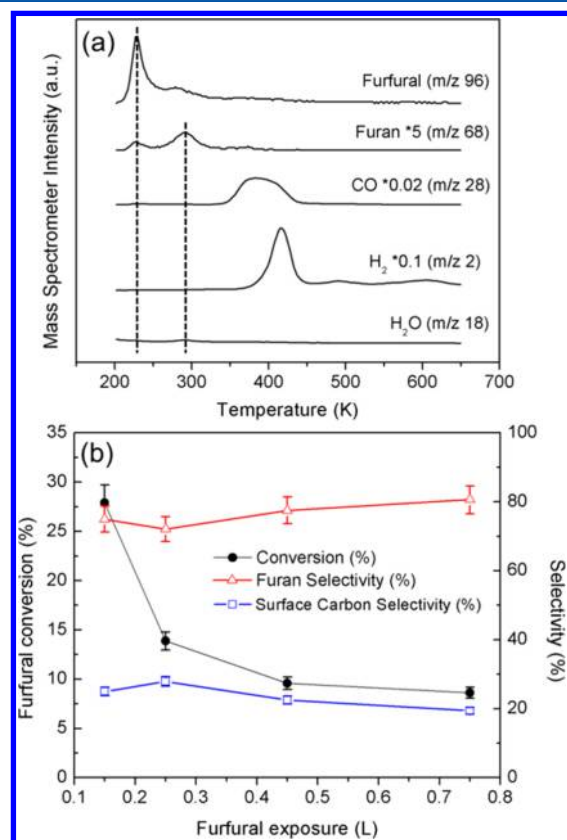 (a)
Mass Spectrometer Intensity (a.u.)
Furfural (m/z 96)
Furan *5 (m/z 68)
CO *0.02 (m/z 28)
H₂ *0.1 (m/z 2)
H₂O (m/z 18)
200 300 400 500 600 700
Temperature (K)
(b)
Furfural conversion (%)
35
30
25
20
15
10
5
0
Conversion (%)
Furan Selectivity (%)
Surface Carbon Selectivity (%)
100
80
60
40
20
0
Selectivity (%)
0.1 0.2 0.3 0.4 0.5 0.6 0.7 0.8
Furfural exposure (L)